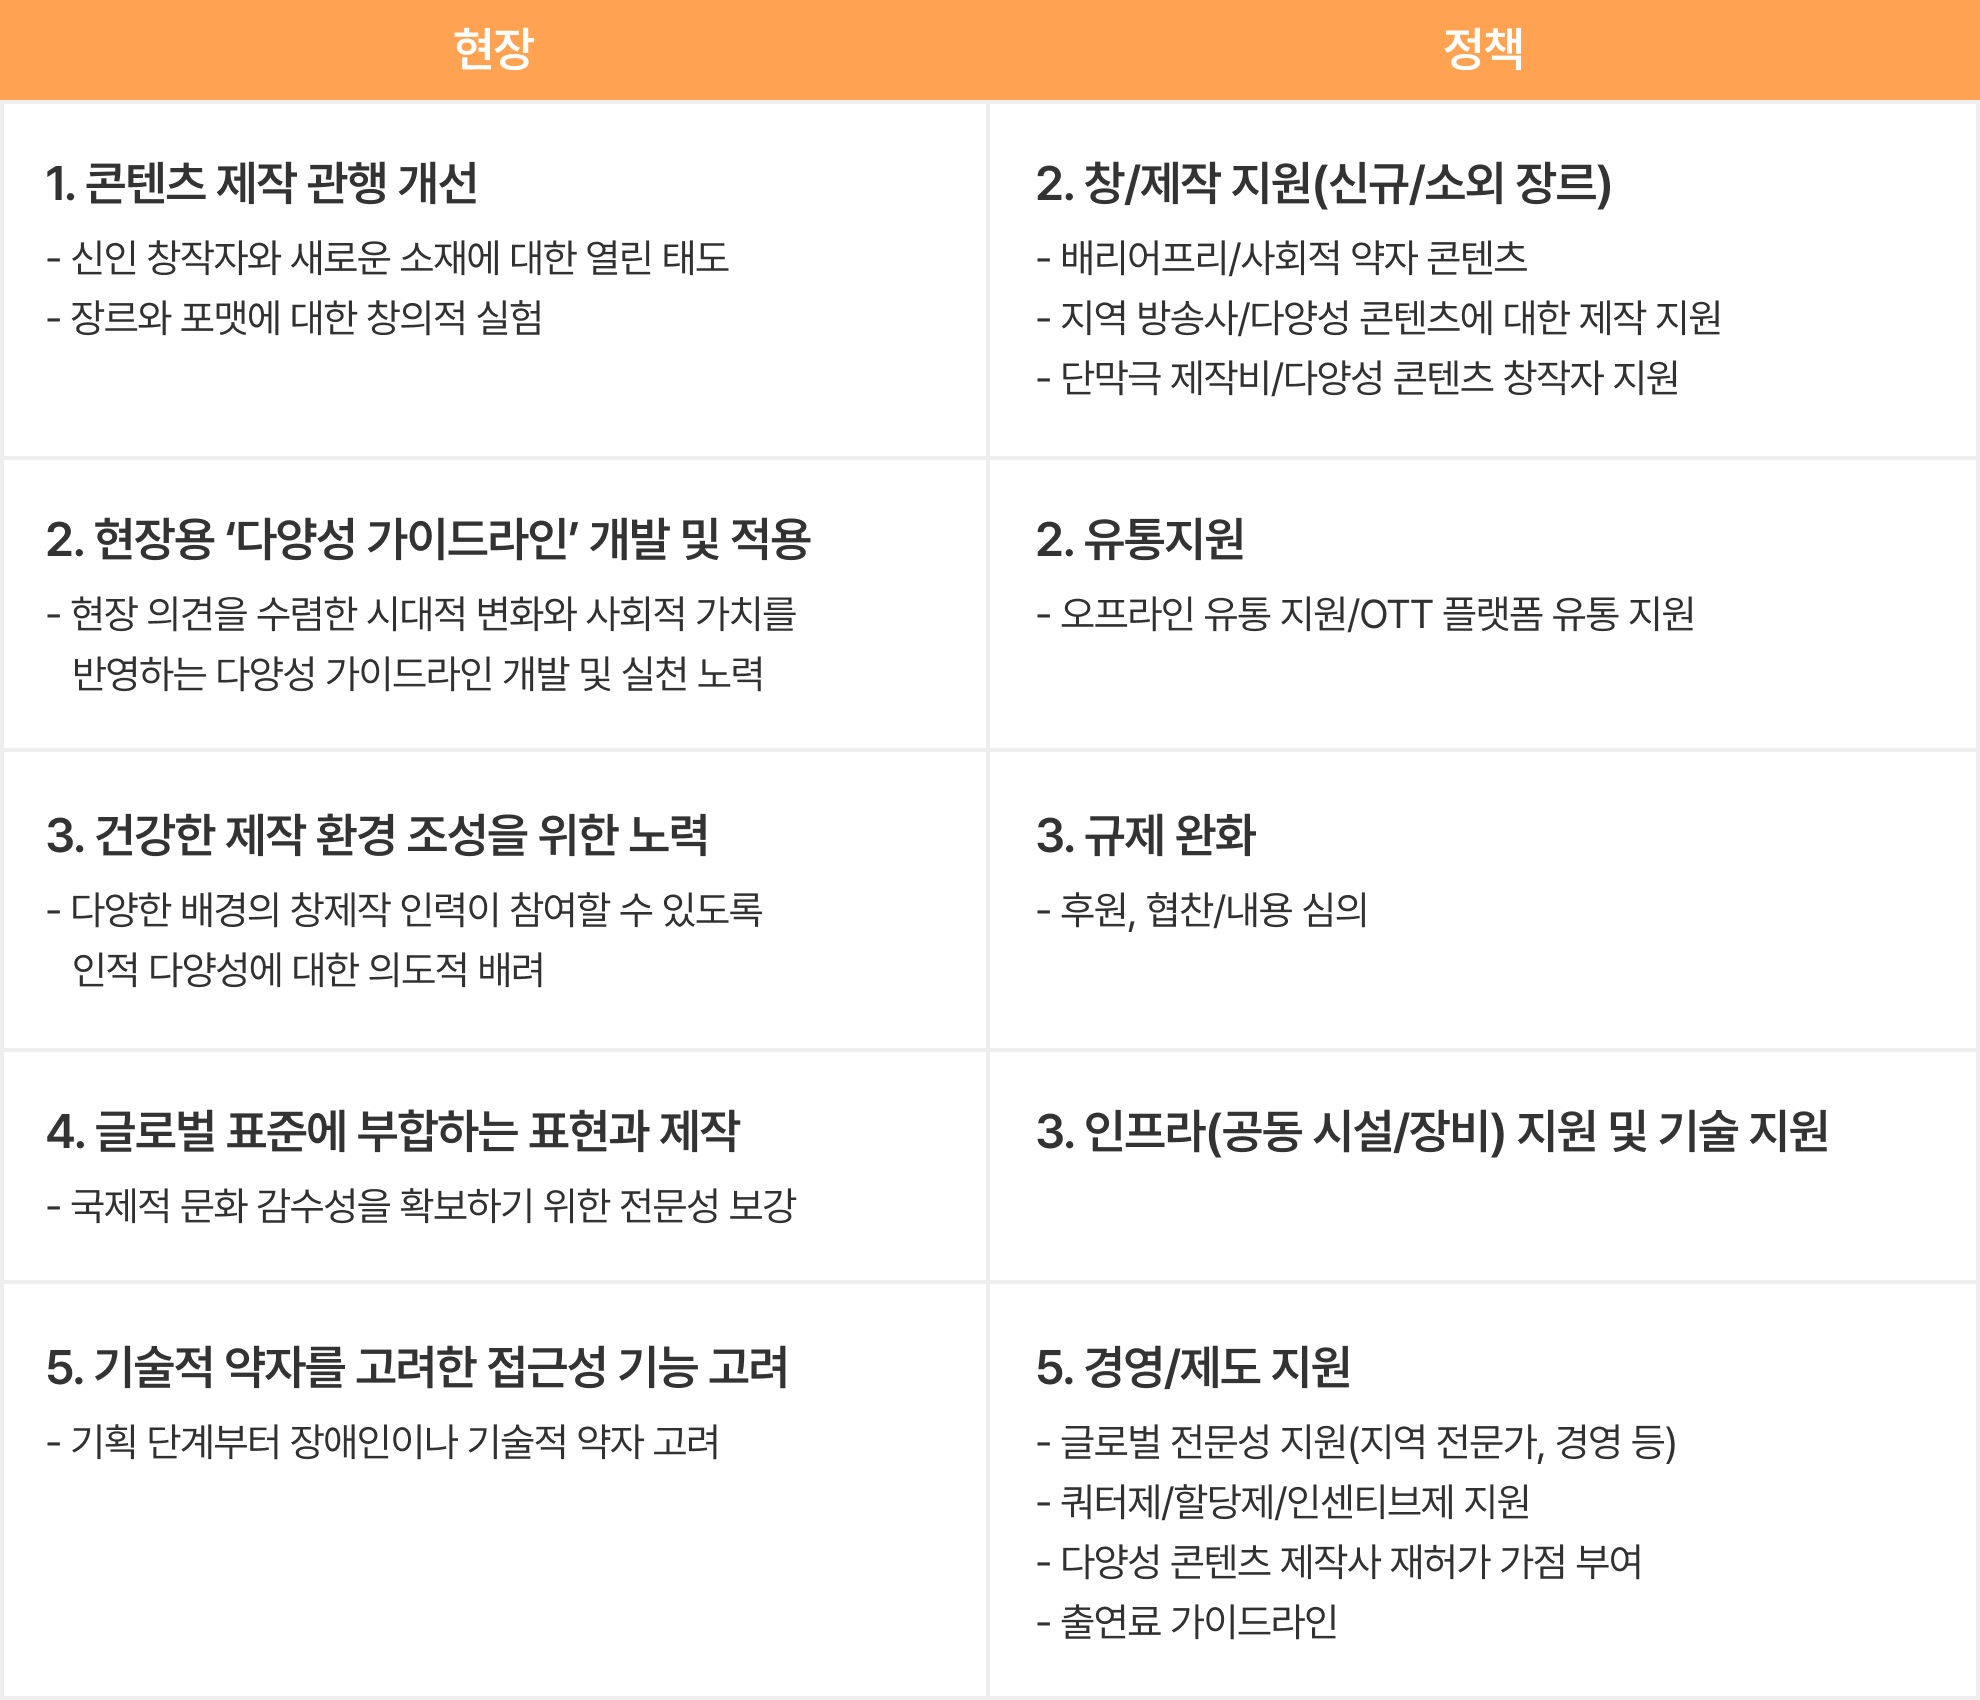 현장
정책
1. 콘텐츠 제작 관행 개선
- 신인 창작자와 새로운 소재에 대한 열린 태도
- 장르와 포맷에 대한 창의적 실험
2. 창/제작 지원(신규/소외 장르)
- 배리어프리/사회적 약자 콘텐츠
- 지역 방송사/다양성 콘텐츠에 대한 제작 지원
- 단막극 제작비/다양성 콘텐츠 창작자 지원
2. 현장용 ‘다양성 가이드라인’ 개발 및 적용
- 현장 의견을 수렴한 시대적 변화와 사회적 가치를
반영하는 다양성 가이드라인 개발 및 실천 노력
2. 유통지원
- 오프라인 유통 지원/OTT 플랫폼 유통 지원
3. 건강한 제작 환경 조성을 위한 노력
- 다양한 배경의 창제작 인력이 참여할 수 있도록
인적 다양성에 대한 의도적 배려
3. 규제 완화
- 후원, 협찬/내용 심의
4. 글로벌 표준에 부합하는 표현과 제작
- 국제적 문화 감수성을 확보하기 위한 전문성 보강
3. 인프라(공동 시설/장비) 지원 및 기술 지원
5. 기술적 약자를 고려한 접근성 기능 고려
- 기획 단계부터 장애인이나 기술적 약자 고려
5. 경영/제도 지원
- 글로벌 전문성 지원(지역 전문가, 경영 등)
- 쿼터제/할당제/인센티브제 지원
- 다양성 콘텐츠 제작사 재허가 가점 부여
- 출연료 가이드라인